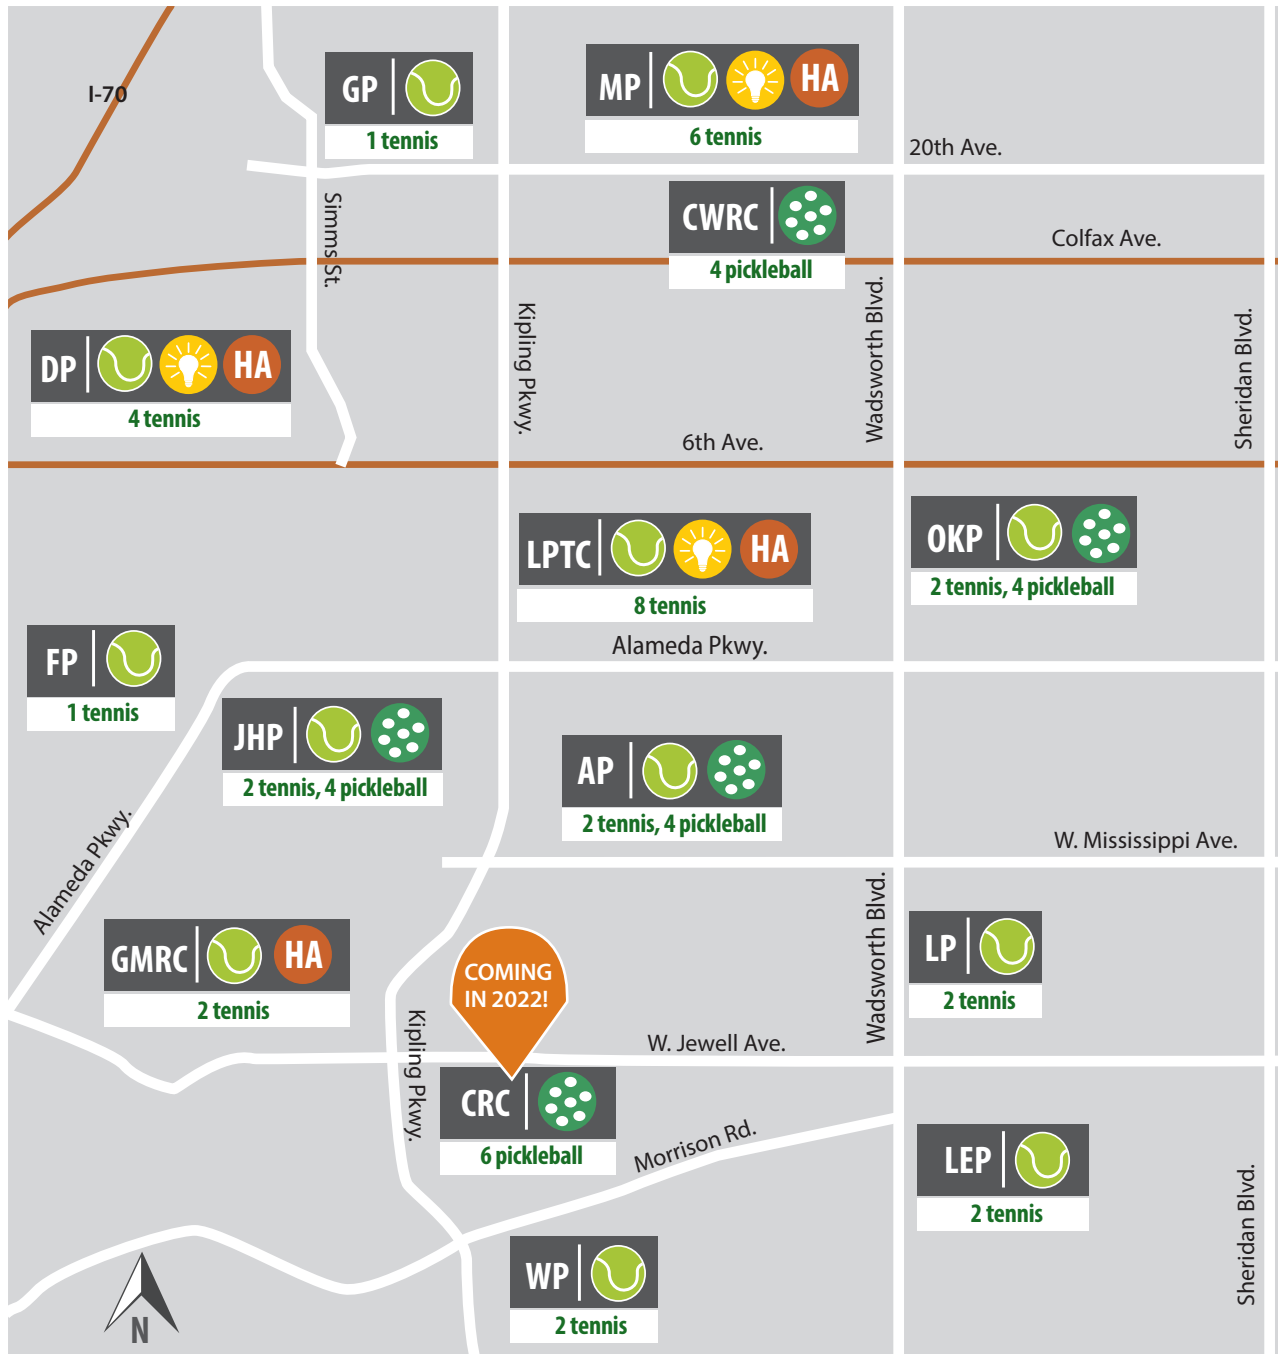 I-70
GP
1 tennis
MP
HA
6 tennis
20th Ave.
Simms St.
CWRC
4 pickleball
Colfax Ave.
Kipling Pkwy.
Wadsworth Blvd.
Sheridan Blvd.
DP
HA
4 tennis
6th Ave.
LPTC
HA
8 tennis
OKP
2 tennis, 4 pickleball
Alameda Pkwy.
FP
1 tennis
JHP
2 tennis, 4 pickleball
AP
2 tennis, 4 pickleball
Alameda Pkwy.
W. Mississippi Ave.
Wadsworth Blvd.
GMRC
HA
2 tennis
COMING
IN 2022!
LP
2 tennis
Kipling Pkwy.
W. Jewell Ave.
CRC
6 pickleball
Morrison Rd.
LEP
2 tennis
Sheridan Blvd.
WP
2 tennis
N